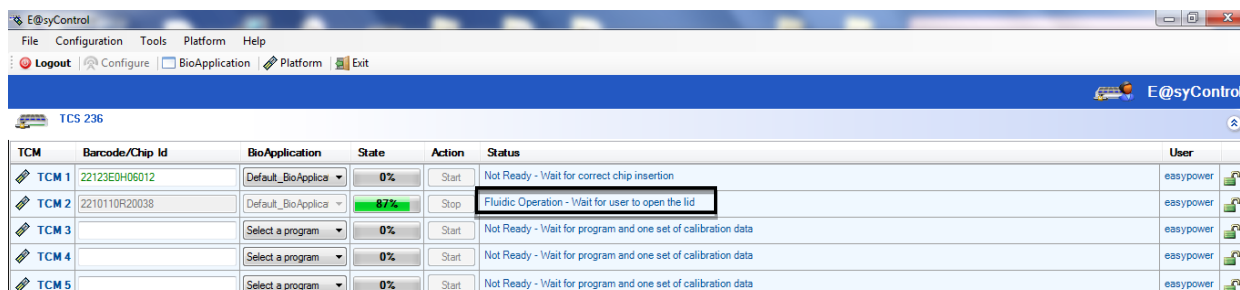 E@syControl
File Configuration Tools Platform Help
Logout Configure BioApplication Platform Exit
E@syControl
TCS 236
TCM Barcode/Chip Id BioApplication State Action Status User
TCM 1 22123E0H06012 Default_BioApplica 0% Start Not Ready - Wait for correct chip insertion easypower
TCM 2 2210110R20038 Default_BioApplica 87% Stop Fluidic Operation - Wait for user to open the lid easypower
TCM 3 Select a program 0% Start Not Ready - Wait for program and one set of calibration data easypower
TCM 4 Select a program 0% Start Not Ready - Wait for program and one set of calibration data easypower
TCM 5 Select a program 0% Start Not Ready - Wait for program and one set of calibration data easypower